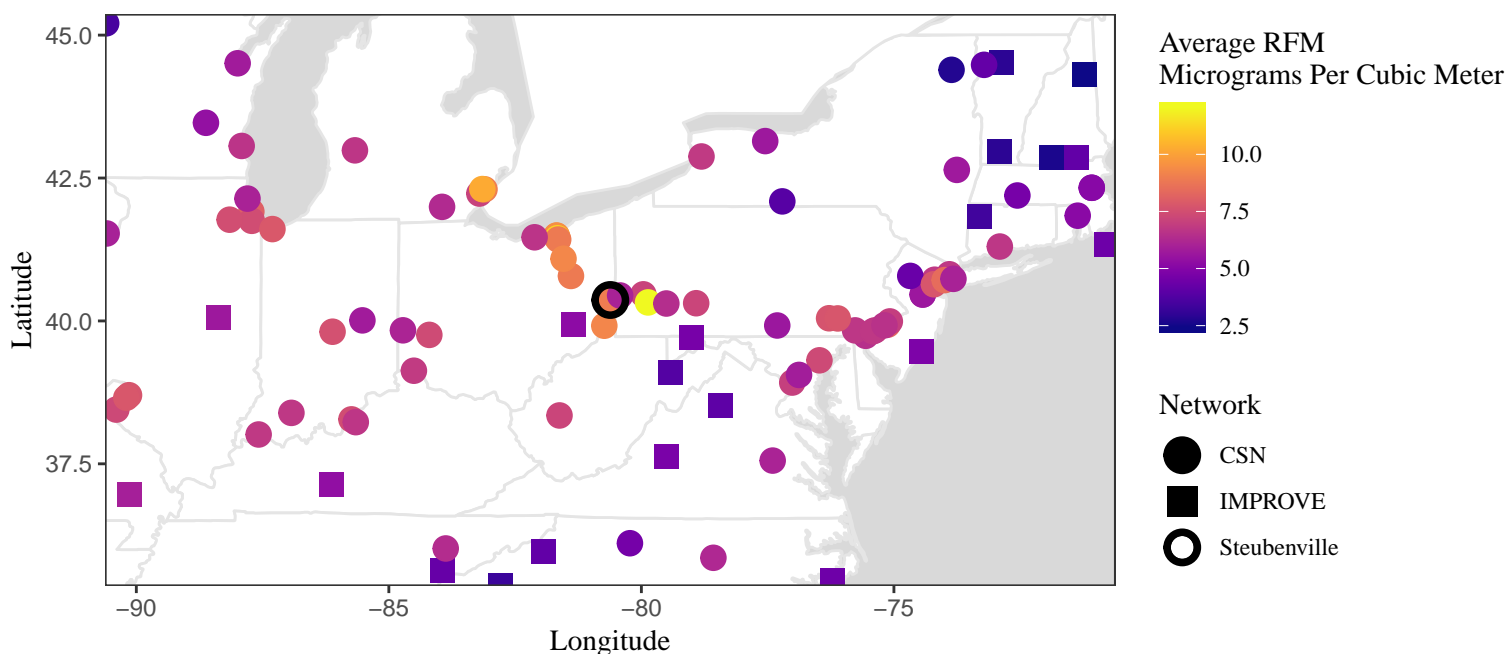 45.0
42.5
40.0
37.5
Latitude
−90
−85
−80
−75
Longitude
Average RFM
Micrograms Per Cubic Meter
10.0
7.5
5.0
2.5
Network
CSN
IMPROVE
Steubenville